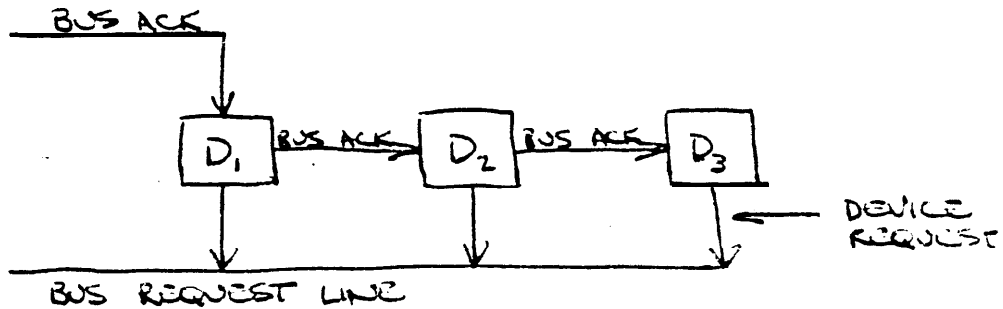 BUS ACK
D1
BUS ACK
D2
BUS ACK
D3
DEVICE
REQUEST
BUS REQUEST LINE